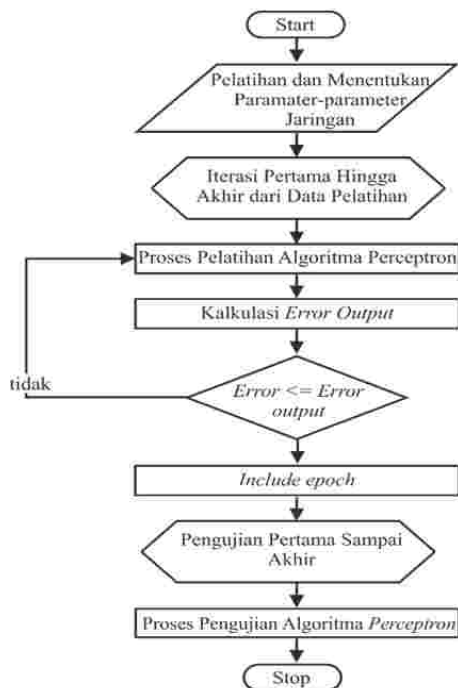 Start
Pelatihan dan Menentukan
Paramater-parameter
Jaringan
Iterasi Pertama Hingga
Akhir dari Data Pelatihan
Proses Pelatihan Algoritma Perceptron
Kalkulasi Error Output
tidak
Error <= Error
output
Include epoch
Pengujian Pertama Sampai
Akhir
Proses Pengujian Algoritma Perceptron
Stop